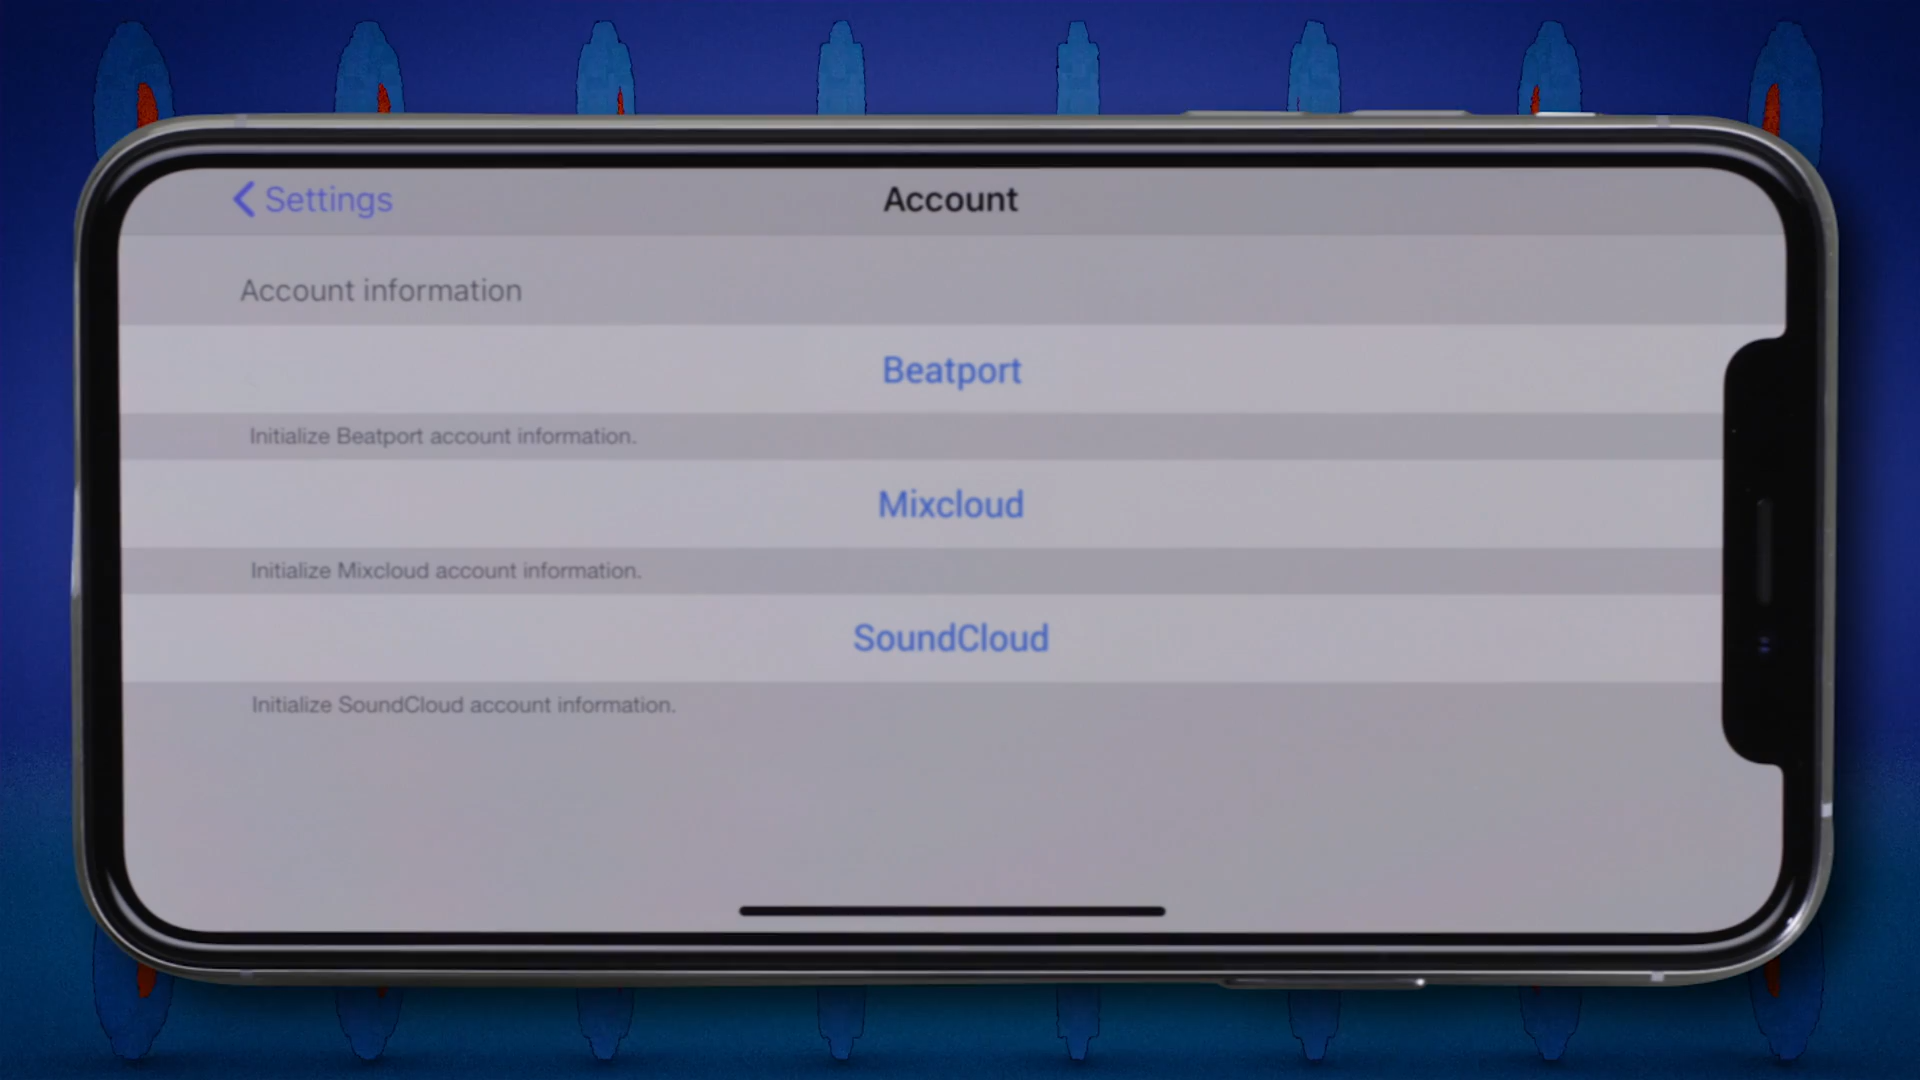 Settings
Account
Account information
Beatport
Initialize Beatport account information.
Mixcloud
Initialize Mixcloud account information.
SoundCloud
Initialize SoundCloud account information.